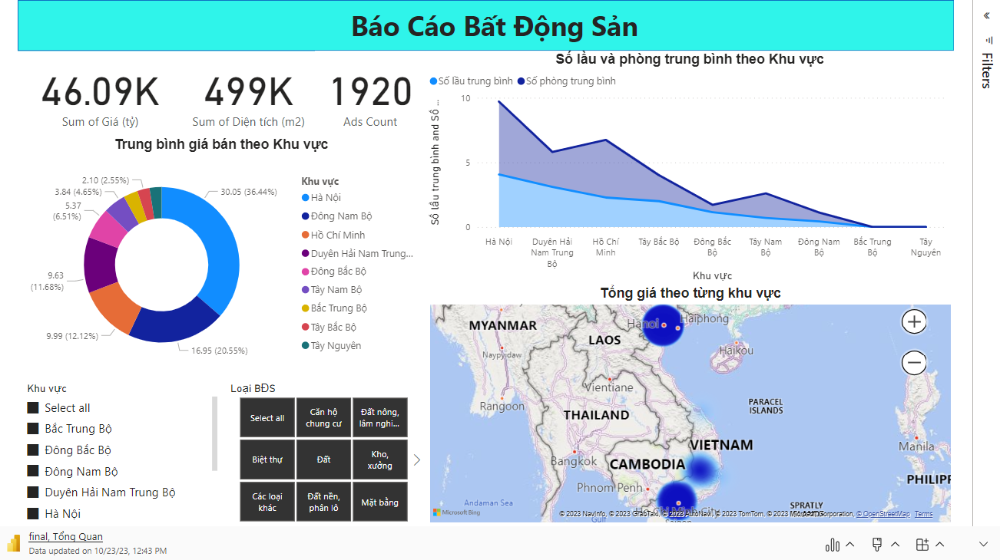 Báo Cáo Bất Động Sản
«
Filters
46.09K
Sum of Giá (tỷ)
499K
Sum of Diện tích (m2)
1920
Ads Count
Trung bình giá bán theo Khu vực
2.10 (2.55%)
3.84 (4.65%)
5.37
(6.51%)
9.63
(11.68%)
9.99 (12.12%)
16.95 (20.55%)
30.05 (36.44%)
Khu vực
Hà Nội
Đông Nam Bộ
Hồ Chí Minh
Duyên Hải Nam Trung...
Đông Bắc Bộ
Tây Nam Bộ
Bắc Trung Bộ
Tây Bắc Bộ
Tây Nguyên
Số lầu và phòng trung bình theo Khu vực
Số lầu trung bình
Số phòng trung bình
Số lầu trung bình and Số ...
10
5
0
Hà Nội
Duyên Hải
Nam Trung
Bộ
Hồ Chí
Minh
Tây Bắc Bộ
Đông Bắc
Bộ
Tây Nam
Bộ
Đông Nam
Bộ
Bắc Trung
Bộ
Tây
Nguyên
Khu vực
Tổng giá theo từng khu vực
MYANMAR
Naypyidaw
Rangoon
LAOS
Hanoi
Haiphong
Haikou
Vientiane
THAILAND
PARACEL
ISLANDS
VIETNAM
Bangkok
CAMBODIA
Phnom Penh
Manila
PHILIPP
Andaman Sea
SPRATLY
Gulf
Microsoft Bing
© 2023 NavInfo, © 2023 GrabTaxi, © 2023 AutoNavi, © 2023 TomTom, © 2023 Microsoft Corporation, © OpenStreetMap Terms
Khu vực
Select all
Bắc Trung Bộ
Đông Bắc Bộ
Đông Nam Bộ
Duyên Hải Nam Trung Bộ
Hà Nội
Loại BĐS
Select all
Căn hộ
chung cư
Đất nông,
lâm nghi...
Biệt thự
Đất
Kho,
xưởng
Các loại
khác
Đất nền,
phân lô
Mặt bằng
final, Tổng Quan
Data updated on 10/23/23, 12:43 PM